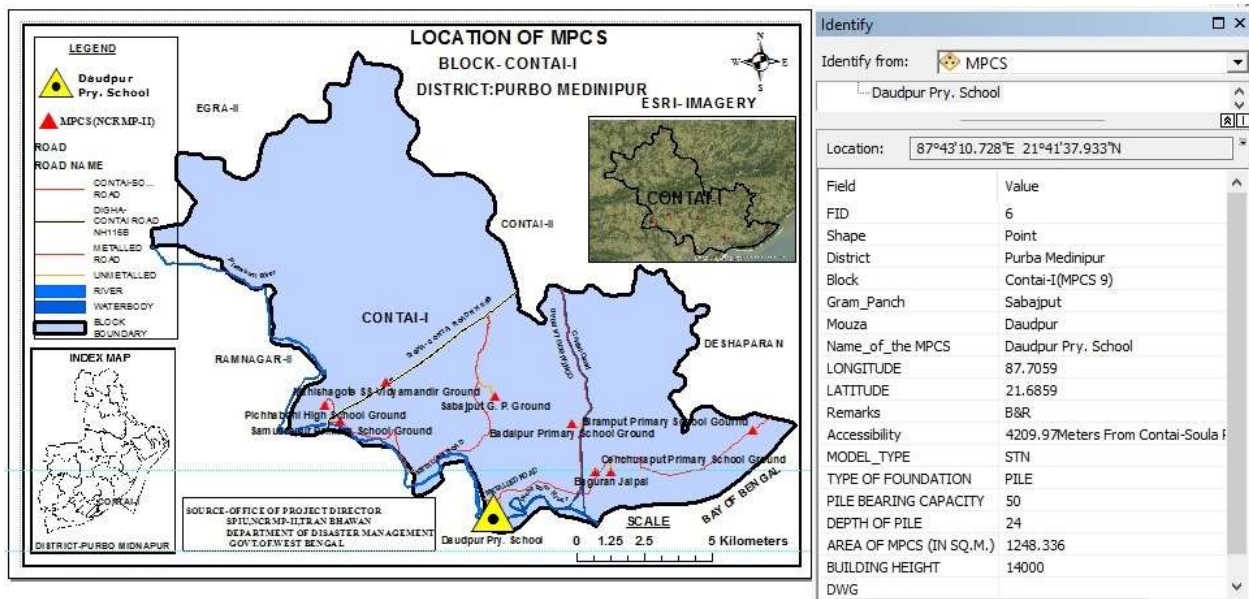 LOCATION OF MPCS
BLOCK-CONTAI-I
DISTRICT:PURBO MEDINIPUR
LEGEND
Daudpur
Pry. School
MPCS(NCRMP-II)
ROAD
ROAD NAME
CONTAI-SO...
ROAD
DIGHA-
CONTAI ROAD
NH116B
METALLED
ROAD
UNMETALLED
RIVER
WATERBODY
BLOCK
BOUNDARY
N
W
E
S
ESRI-IMAGERY
CONTAI-I
EGRA-II
CONTAI-II
CONTAI-I
RAMNAGAR-II
DESHAPARAN
SS Vidyamandir Ground
Sabajput G. P. Ground
Pichhaboni High School Ground
School Ground
Badalput Primary School Ground
Biramput Primary School Gournd
Primary School Ground
Baguran Jalpai
Daudpur Pry. School
BAY OF BENGAL
INDEX MAP
CONTAI-I
DISTRICT-PURBO MIDNAPUR
SOURCE-OFFICE OF PROJECT DIRECTOR
SPIU,NCRMP-II,TRAN BHAWAN
DEPARTMENT OF DISASTER MANAGEMENT
GOVT.OF.WEST BENGAL
SCALE
0 1.25 2.5 5 Kilometers
Identify
Identify from: MPCS
Daudpur Pry. School
Location: 87°43'10.728"E 21°41'37.933"N
Field Value
FID 6
Shape Point
District Purba Medinipur
Block Contai-I(MPCS 9)
Gram_Panch Sabajput
Mouza Daudpur
Name_of_the MPCS Daudpur Pry. School
LONGITUDE 87.7059
LATITUDE 21.6859
Remarks B&R
Accessibility 4209.97Meters From Contai-Soula
MODEL_TYPE STN
TYPE OF FOUNDATION PILE
PILE BEARING CAPACITY 50
DEPTH OF PILE 24
AREA OF MPCS (IN SQ.M.) 1248.336
BUILDING HEIGHT 14000
DWG